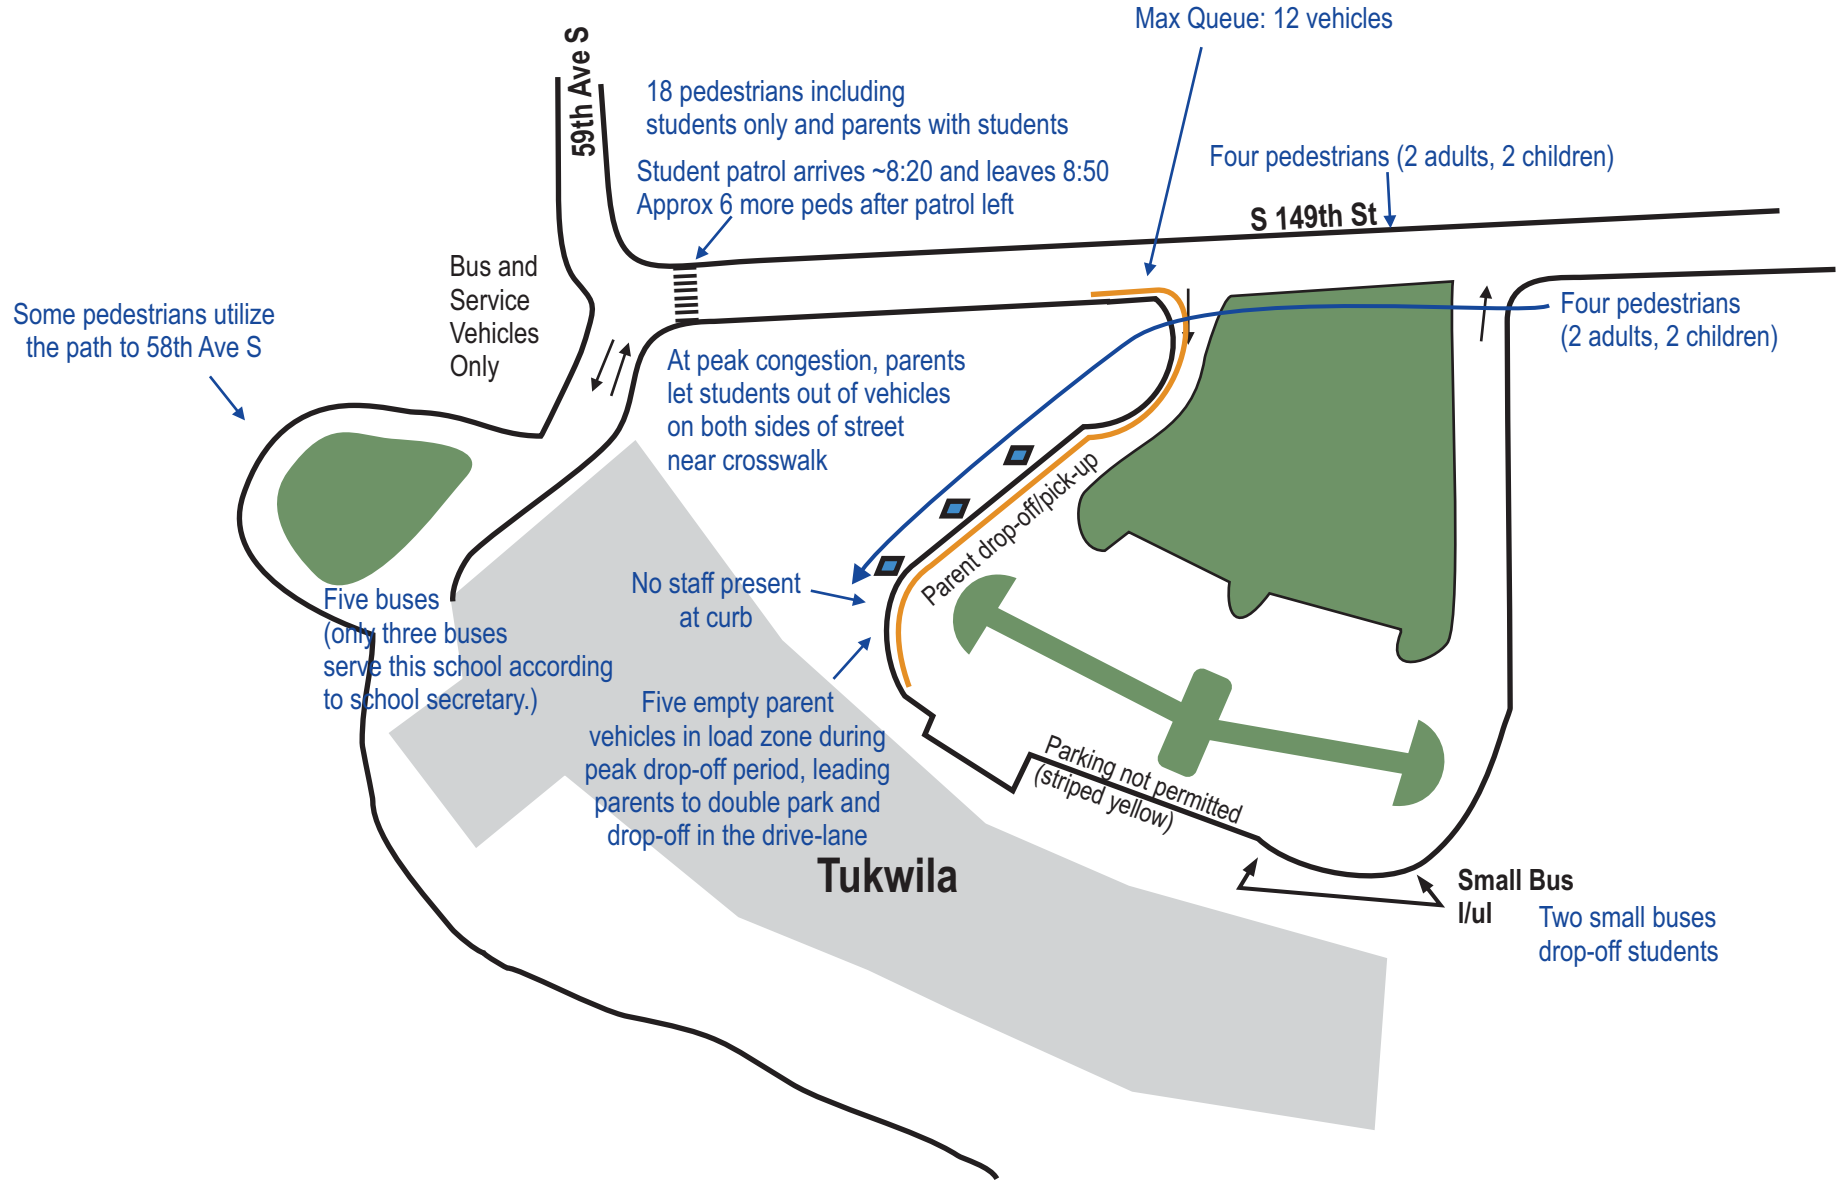 Max Queue: 12 vehicles
59th Ave S
18 pedestrians including
students only and parents with students
Student patrol arrives ~8:20 and leaves 8:50
Approx 6 more peds after patrol left
Four pedestrians (2 adults, 2 children)
S 149th St
Bus and
Service
Vehicles
Only
Some pedestrians utilize
the path to 58th Ave S
Four pedestrians
(2 adults, 2 children)
At peak congestion, parents
let students out of vehicles
on both sides of street
near crosswalk
Parent drop-off/pick-up
No staff present
at curb
Five buses
(only three buses
serve this school according
to school secretary.)
Five empty parent
vehicles in load zone during
peak drop-off period, leading
parents to double park and
drop-off in the drive-lane
Parking not permitted
(striped yellow)
Tukwila
Small Bus
l/ul
Two small buses
drop-off students